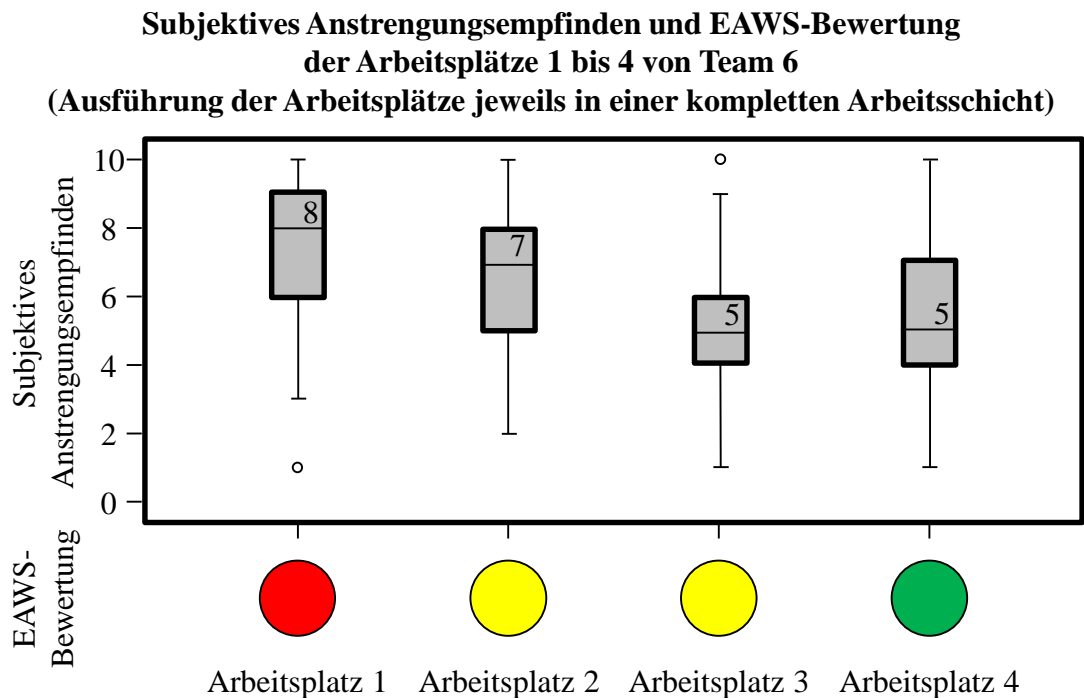 Subjektives Anstrengungsempfinden und EAWS-Bewertung
der Arbeitsplätze 1 bis 4 von Team 6
(Ausführung der Arbeitsplätze jeweils in einer kompletten Arbeitsschicht)
Subjektives
Anstrengungsempfinden
10
8
6
4
2
0
8
7
5
5
EAWS-
Bewertung
Arbeitsplatz 1
Arbeitsplatz 2
Arbeitsplatz 3
Arbeitsplatz 4